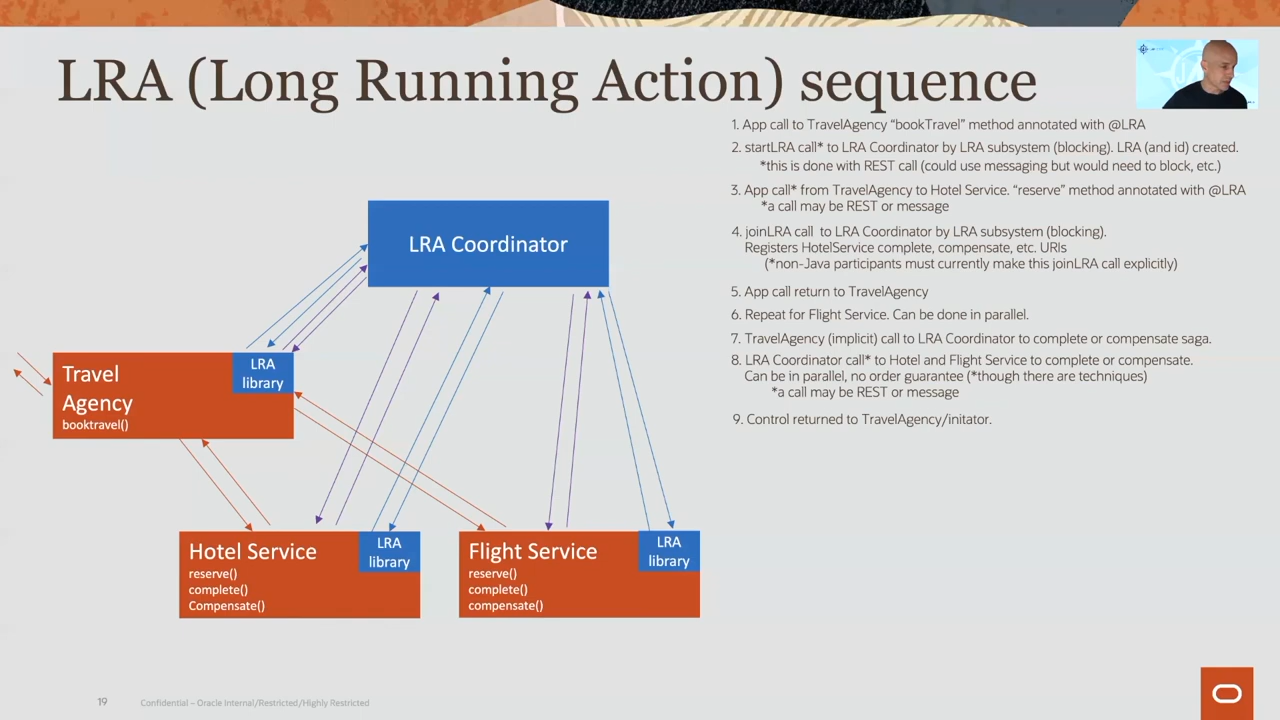 LRA (Long Running Action) sequence
1. App call to TravelAgency “bookTravel” method annotated with @LRA
2. startLRA call* to LRA Coordinator by LRA subsystem (blocking). LRA (and id) created.
*this is done with REST call (could use messaging but would need to block, etc.)
3. App call* from TravelAgency to Hotel Service. “reserve” method annotated with @LRA
*a call may be REST or message
4. joinLRA call to LRA Coordinator by LRA subsystem (blocking).
Registers HotelService complete, compensate, etc. URIs
(*non-Java participants must currently make this joinLRA call explicitly)
5. App call return to TravelAgency
6. Repeat for Flight Service. Can be done in parallel.
7. TravelAgency (implicit) call to LRA Coordinator to complete or compensate saga.
8. LRA Coordinator call* to Hotel and Flight Service to complete or compensate.
Can be in parallel, no order guarantee (*though there are techniques)
*a call may be REST or message
9. Control returned to TravelAgency/initator.
LRA Coordinator
Travel
Agency
booktravel()
LRA
library
Hotel Service
reserve()
complete()
Compensate()
LRA
library
Flight Service
reserve()
complete()
compensate()
LRA
library
19
Confidential – Oracle Internal/Restricted/Highly Restricted